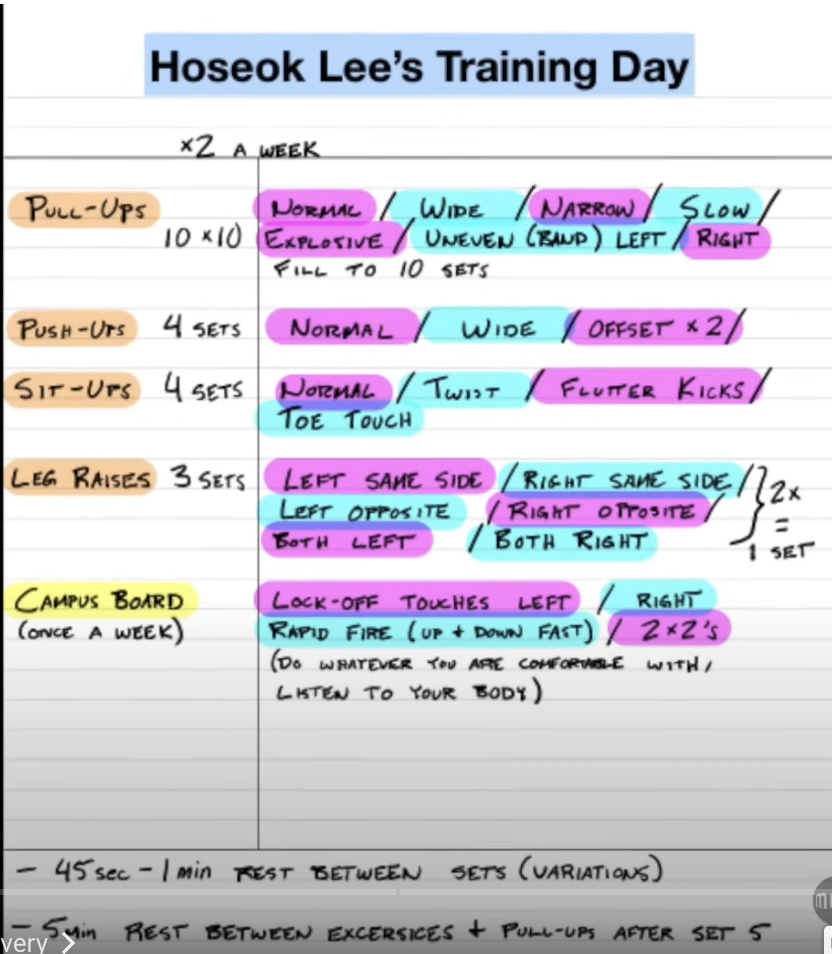 Hoseok Lee's Training Day
×2 A WEEK
PULL-UPS NORMAL / WIDE / NARROW / SLOW /
10 ×10 EXPLOSIVE / UNEVEN (BAND) LEFT / RIGHT
FILL TO 10 SETS
PUSH-UPS 4 SETS NORMAL / WIDE / OFFSET × 2 /
SIT-UPS 4 SETS NORMAL / TWIST / FLUTTER KICKS /
TOE TOUCH
LEG RAISES 3 SETS LEFT SAME SIDE / RIGHT SAME SIDE / } 2x
LEFT OPPOSITE / RIGHT OPPOSITE / =
BOTH LEFT / BOTH RIGHT 1 SET
CAMPUS BOARD LOCK-OFF TOUCHES LEFT / RIGHT
(ONCE A WEEK) RAPID FIRE (UP + DOWN FAST) / 2×2's
(DO WHATEVER YOU ARE COMFORTABLE WITH,
LISTEN TO YOUR BODY)
- 45sec - 1 min REST BETWEEN SETS (VARIATIONS)
- 5min REST BETWEEN EXCERSICES + PULL-UPS AFTER SET 5
very >